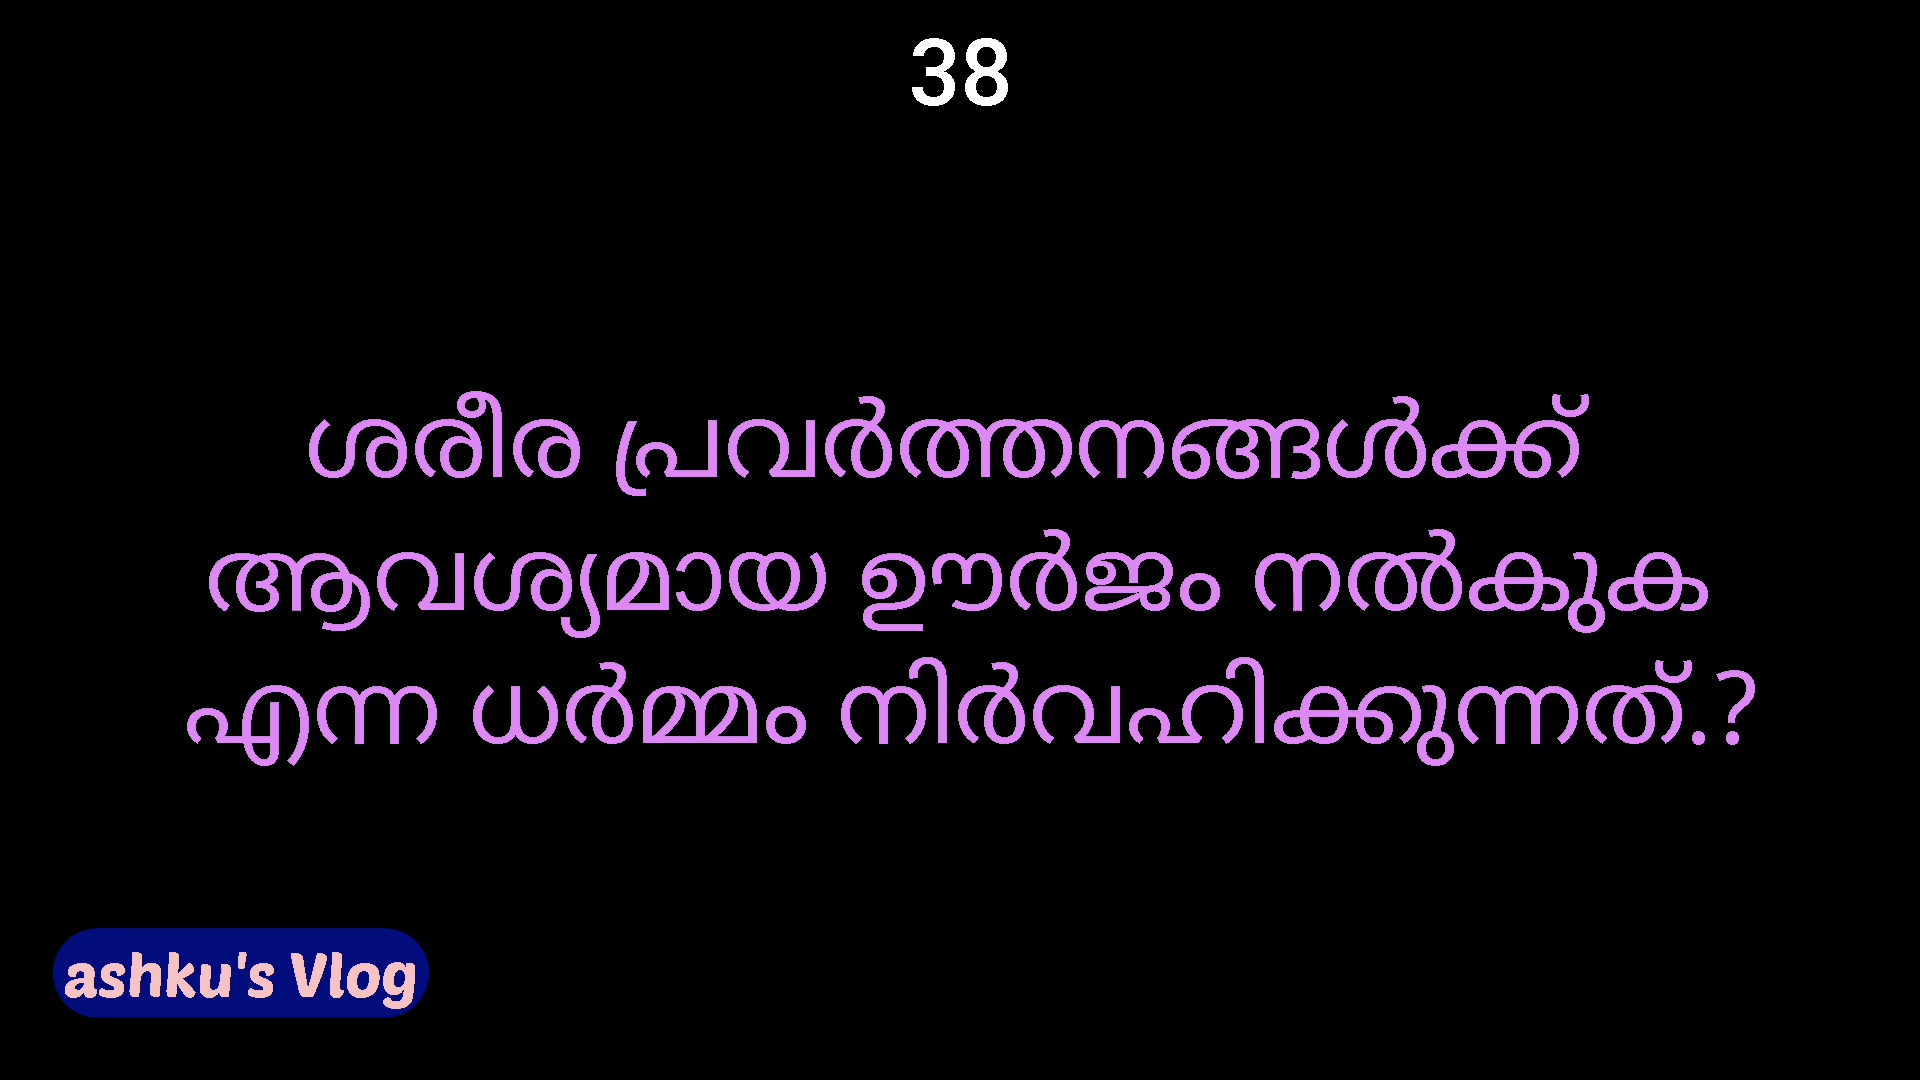 38
ശരീര പ്രവർത്തനങ്ങൾക്ക്
ആവശ്യമായ ഊർജം നൽകുക
എന്ന ധർമ്മം നിർവഹിക്കുന്നത്.?
ashku's Vlog